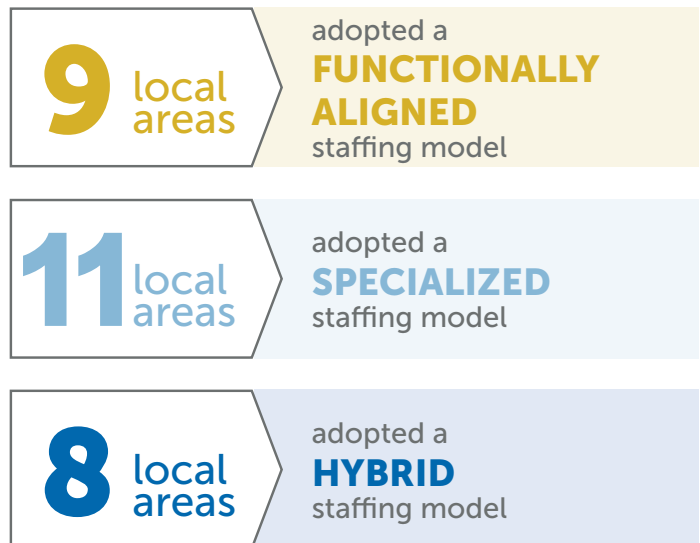 9 local areas
adopted a
FUNCTIONALLY
ALIGNED
staffing model
11 local areas
adopted a
SPECIALIZED
staffing model
8 local areas
adopted a
HYBRID
staffing model